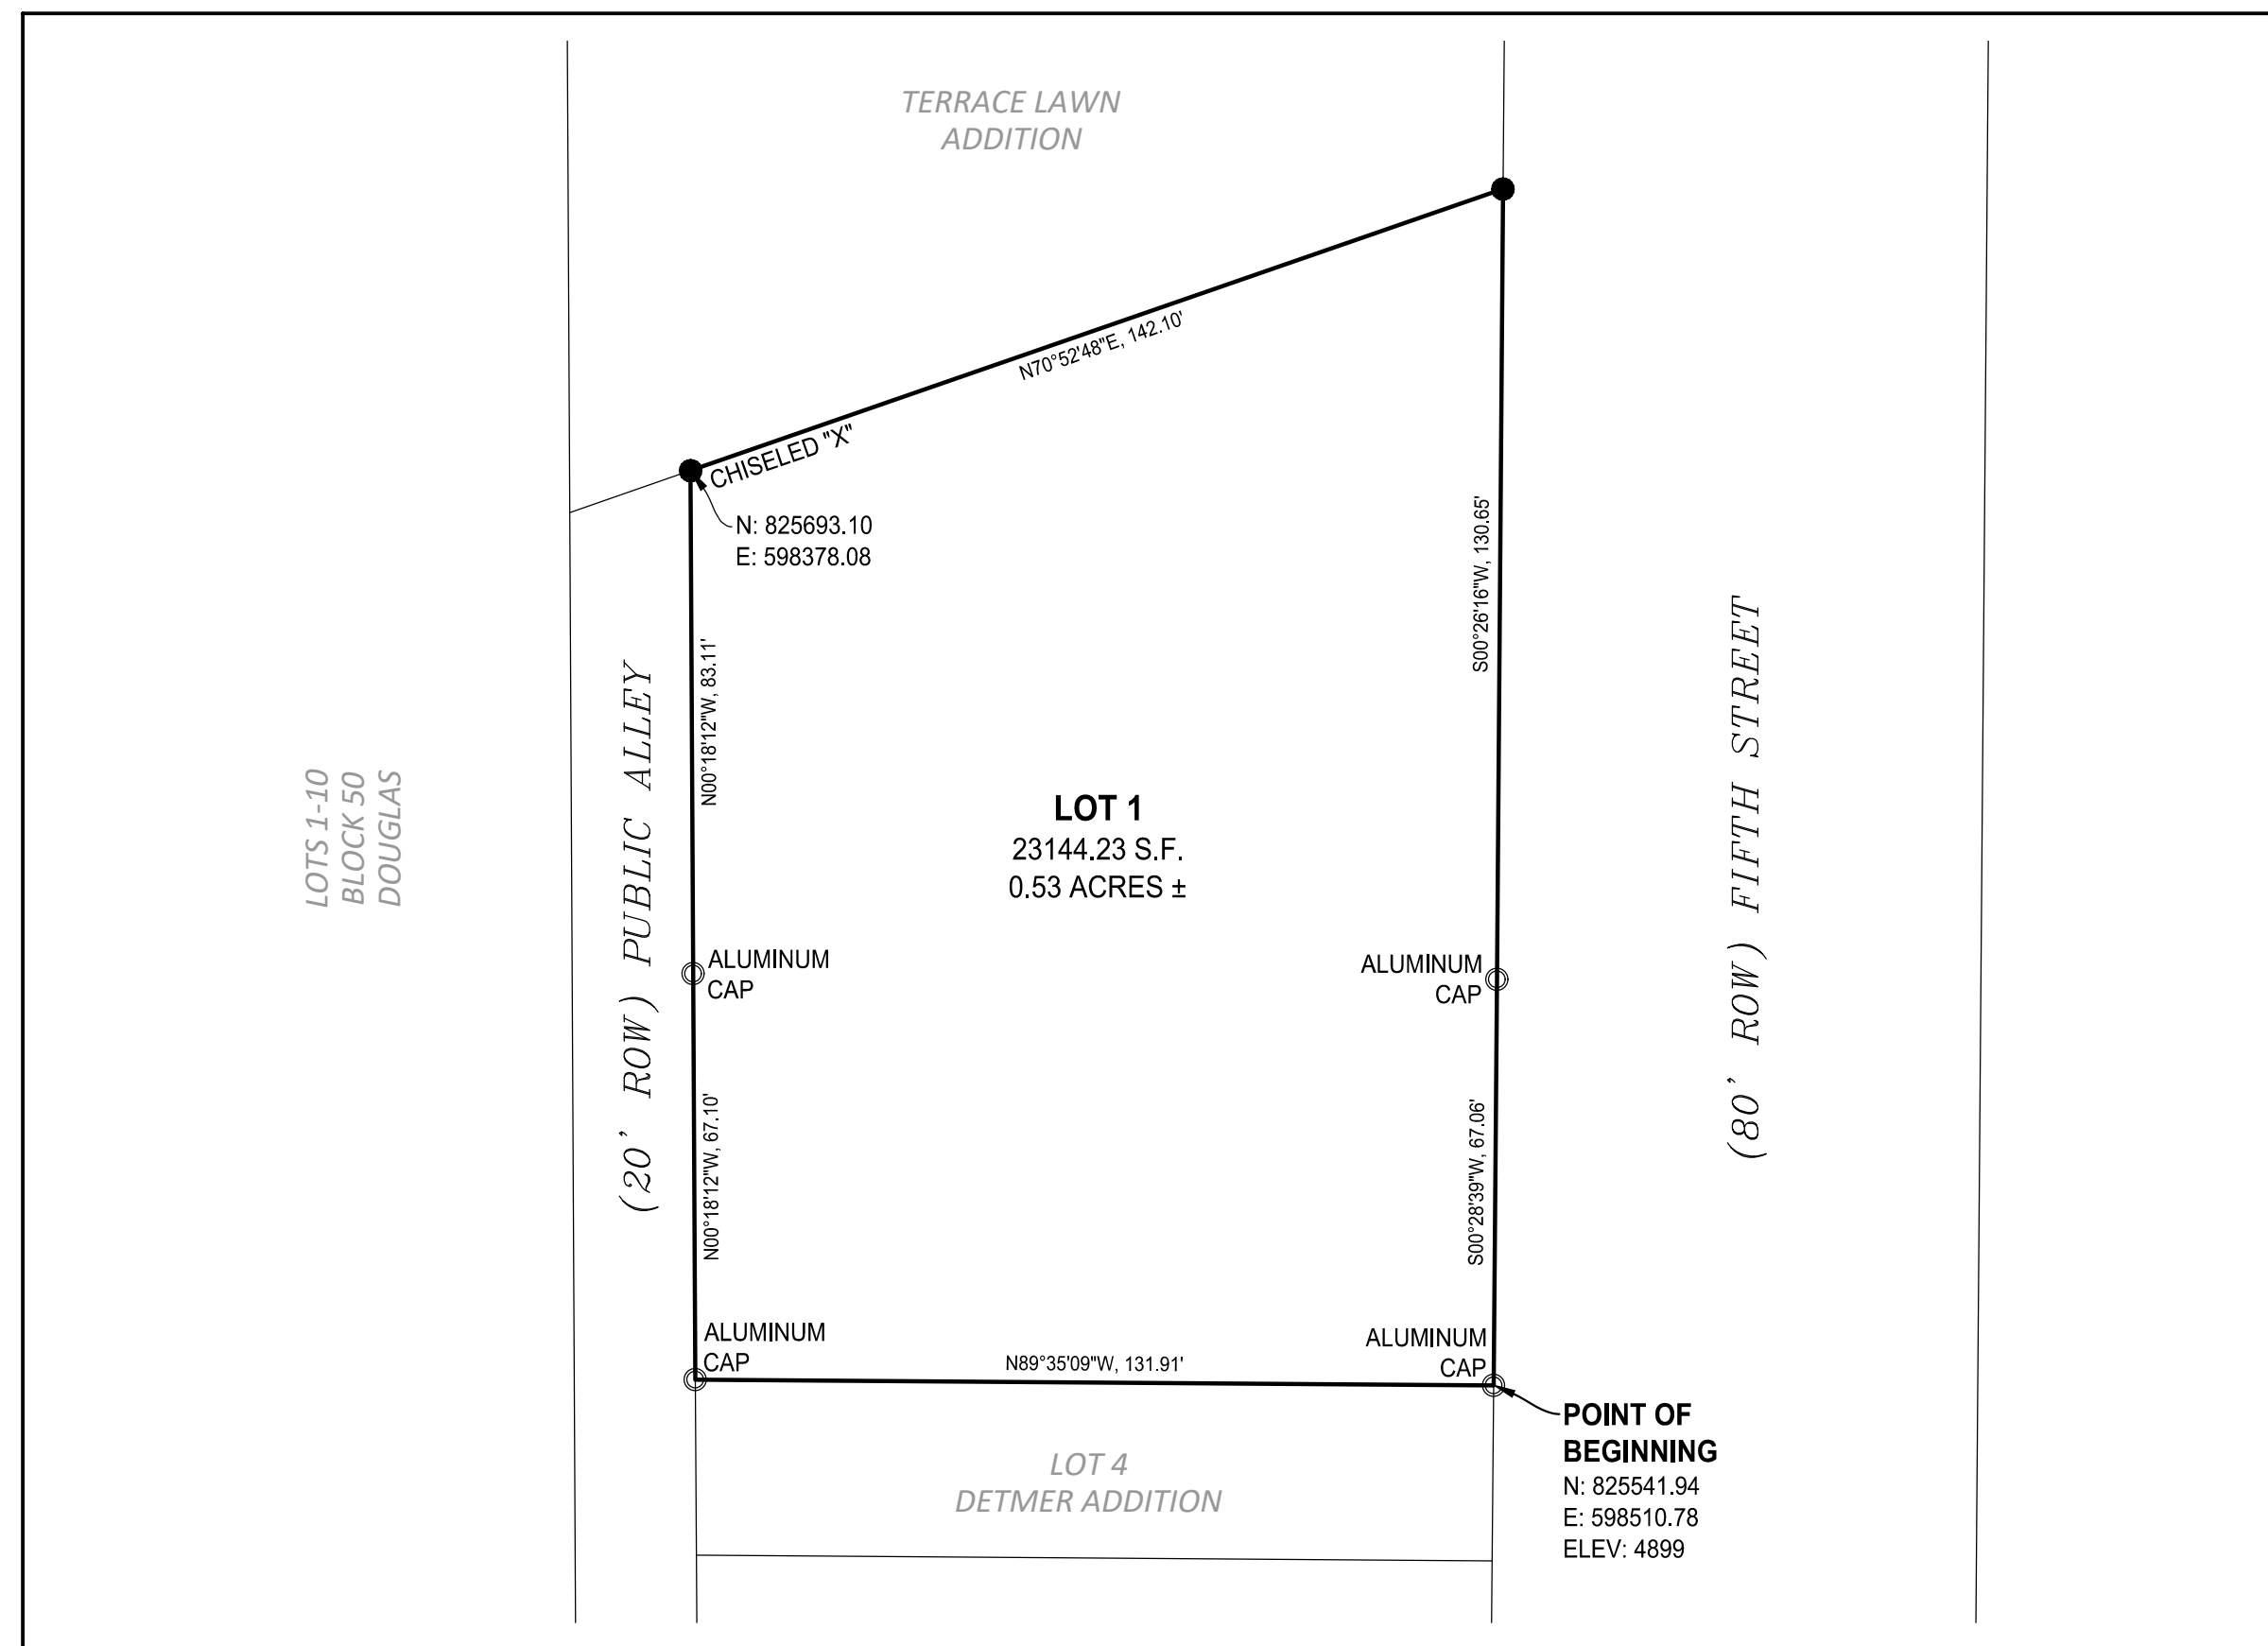 TERRACE LAWN
ADDITION
N70°52'48"E, 142.10'
CHISELED "X"
N: 825693.10
E: 598378.08
S00°26'16"W, 130.65'
N00°18'12"W, 83.11'
LOTS 1-10
BLOCK 50
DOUGLAS
(20' ROW) PUBLIC ALLEY
LOT 1
23144.23 S.F.
0.53 ACRES ±
(80' ROW) FIFTH STREET
ALUMINUM
CAP
ALUMINUM
CAP
N00°18'12"W, 67.10'
S00°28'39"W, 67.06'
ALUMINUM
CAP
N89°35'09"W, 131.91'
ALUMINUM
CAP
POINT OF
BEGINNING
N: 825541.94
E: 598510.78
ELEV: 4899
LOT 4
DETMER ADDITION